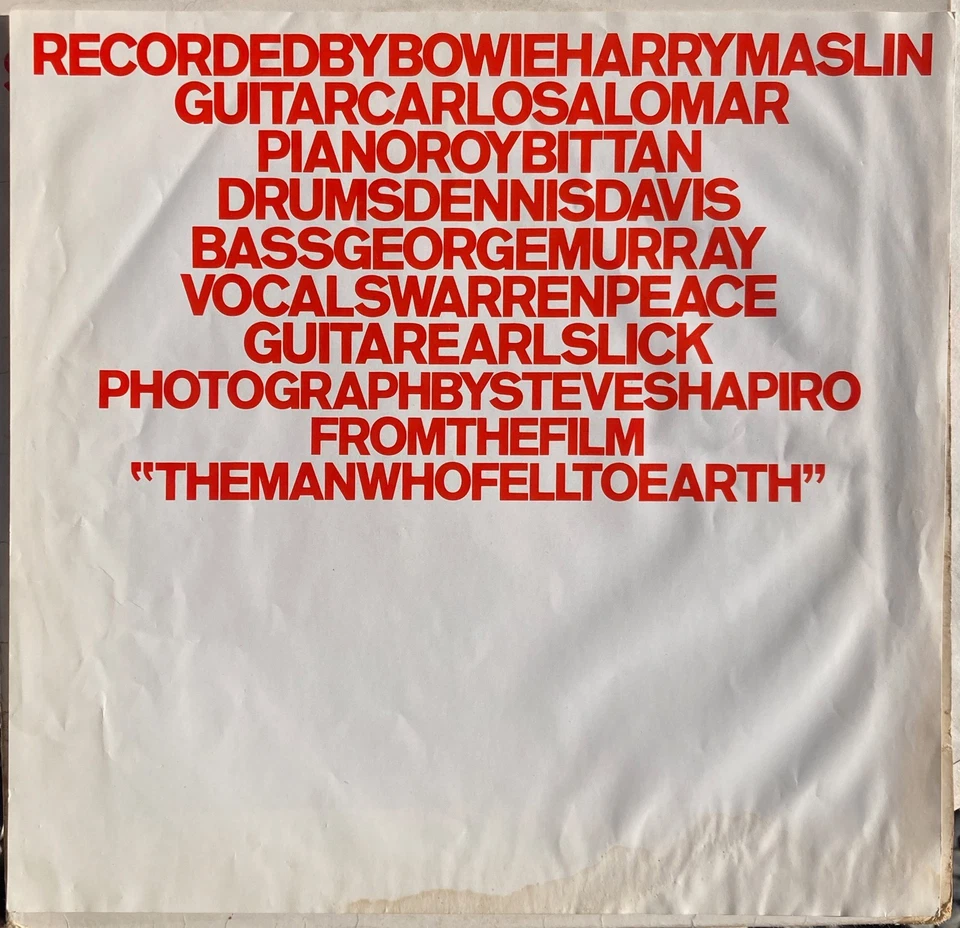 RECORDEDBYBOWIEHARRYMASLIN
GUITARCARLOSALOMAR
PIANOROYBITTAN
DRUMSDENNISDAVIS
BASSGEORGEMURRAY
VOCALSWARRENPEACE
GUITAREARLSLICK
PHOTOGRAPHBYSTEVESHAPIRO
FROMTHEFILM
“THEMANWHOFELLTOEARTH”